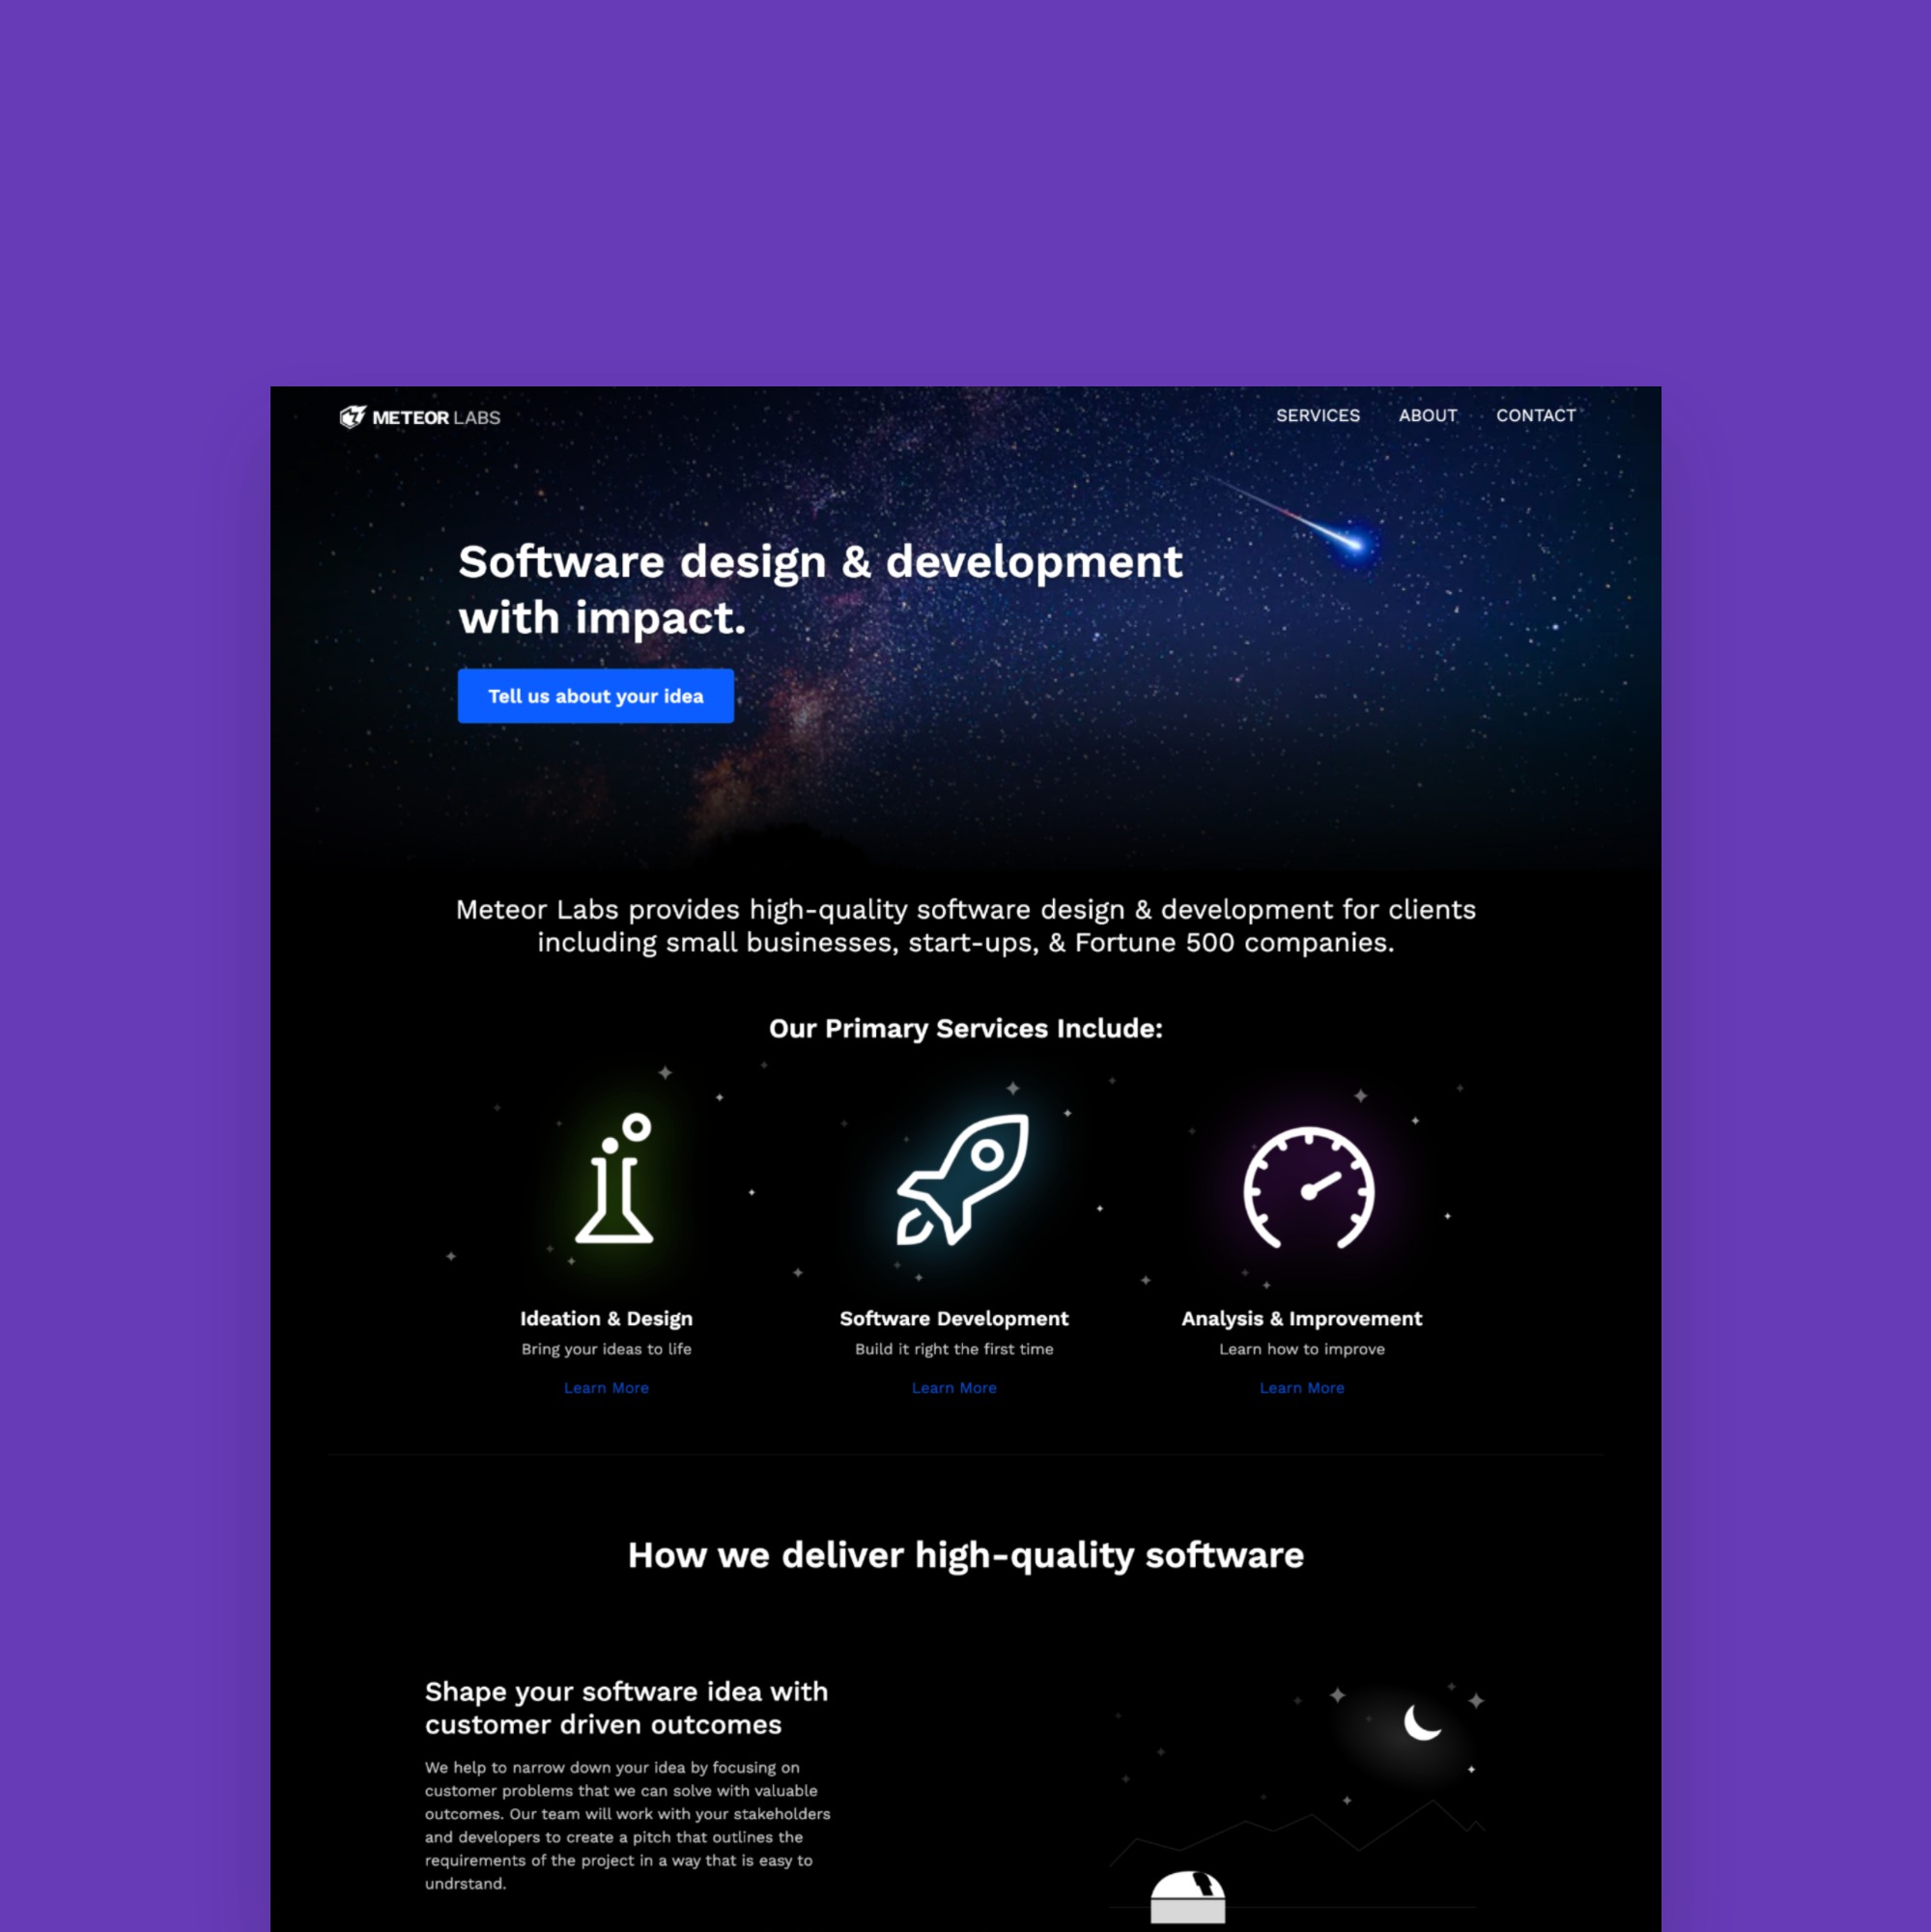 METEOR LABS
SERVICES ABOUT CONTACT
Software design & development
with impact.
Tell us about your idea
Meteor Labs provides high-quality software design & development for clients
including small businesses, start-ups, & Fortune 500 companies.
Our Primary Services Include:
Ideation & Design
Bring your ideas to life
Learn More
Software Development
Build it right the first time
Learn More
Analysis & Improvement
Learn how to improve
Learn More
How we deliver high-quality software
Shape your software idea with
customer driven outcomes
We help to narrow down your idea by focusing on
customer problems that we can solve with valuable
outcomes. Our team will work with your stakeholders
and developers to create a pitch that outlines the
requirements of the project in a way that is easy to
undrstand.